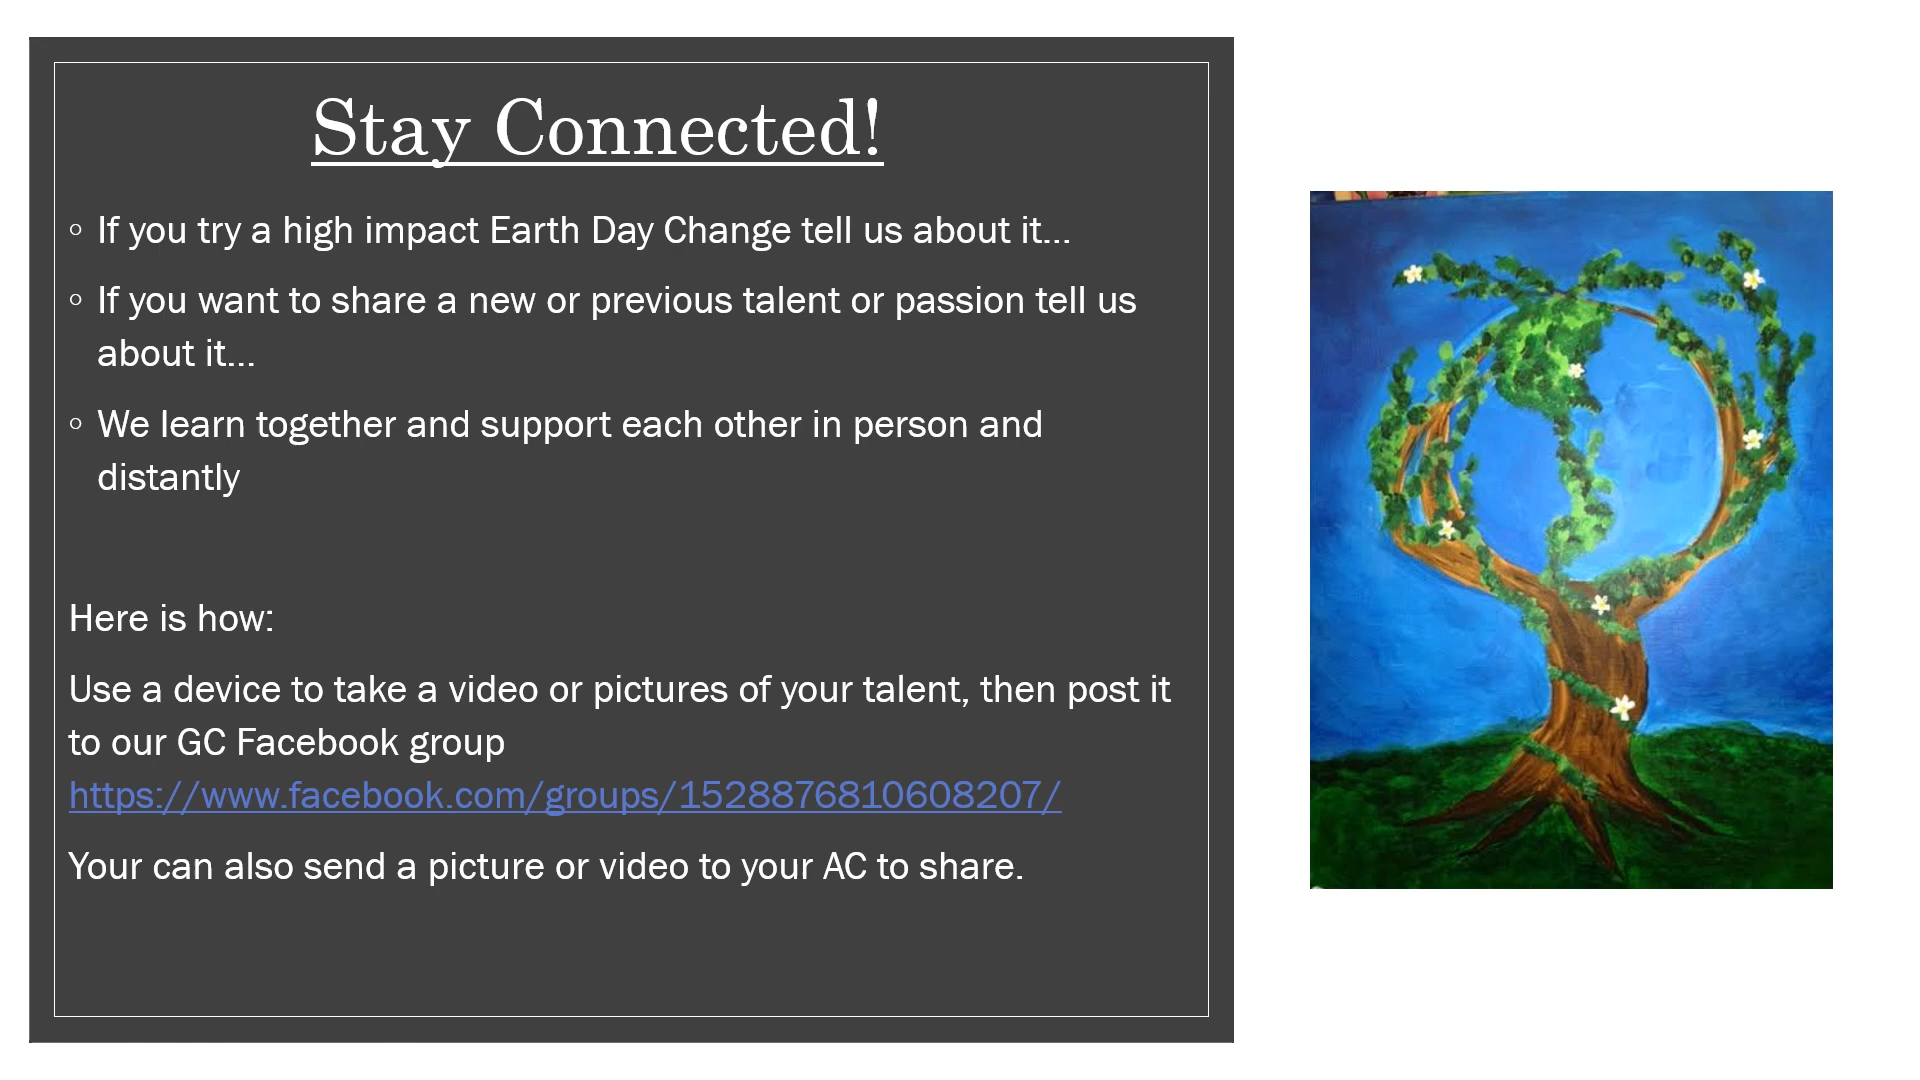 Stay Connected!
◦ If you try a high impact Earth Day Change tell us about it...
◦ If you want to share a new or previous talent or passion tell us
about it...
◦ We learn together and support each other in person and
distantly
Here is how:
Use a device to take a video or pictures of your talent, then post it
to our GC Facebook group
https://www.facebook.com/groups/1528876810608207/
Your can also send a picture or video to your AC to share.